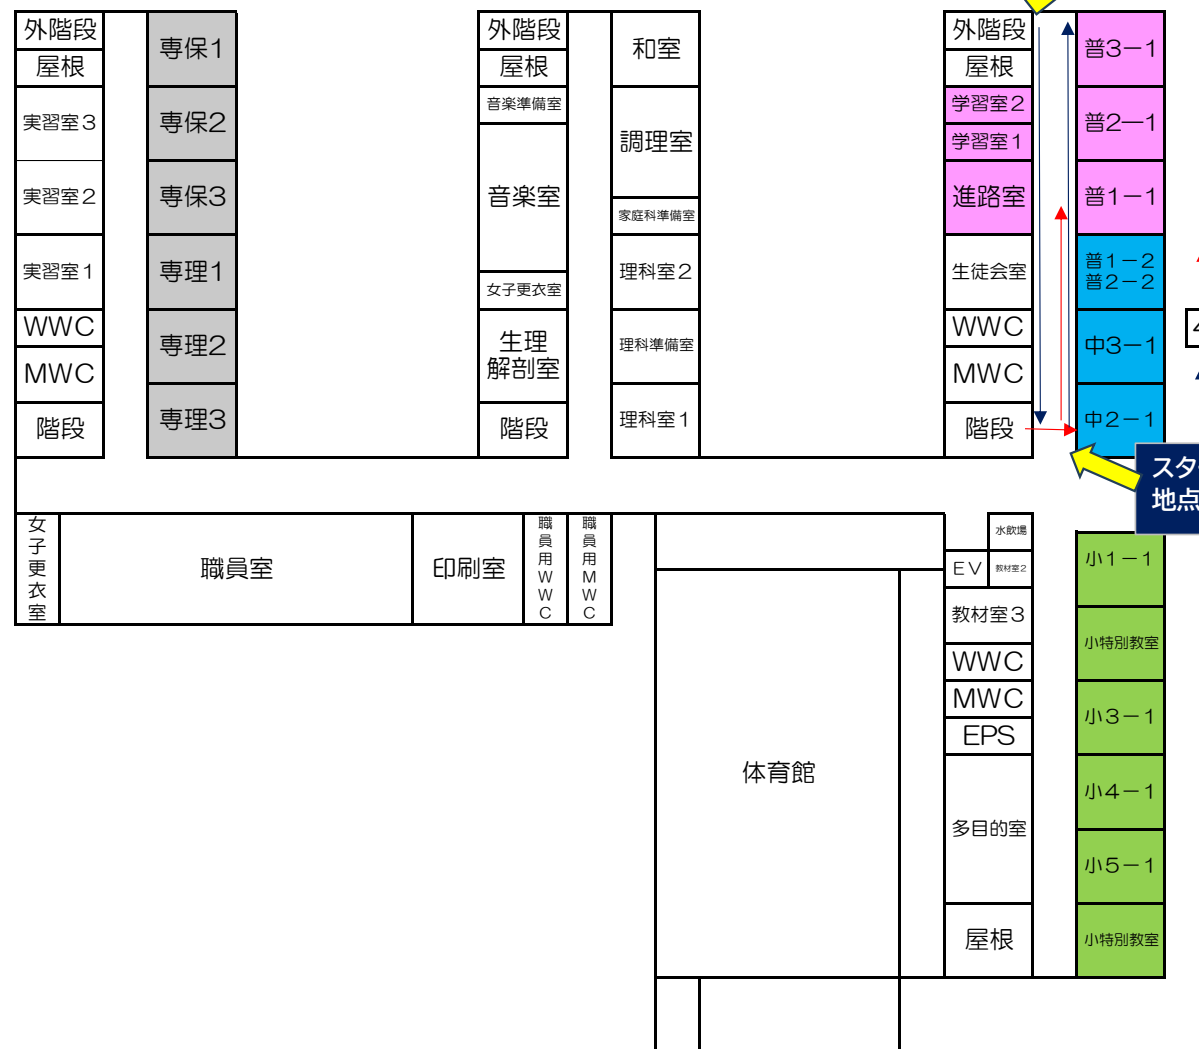 外階段
屋根
実習室3
実習室2
実習室1
WWC
MWC
階段
専保1
専保2
専保3
専理1
専理2
専理3
外階段
屋根
音楽準備室
音楽室
女子更衣室
生理
解剖室
階段
和室
調理室
家庭科準備室
理科室2
理科準備室
理科室1
外階段
屋根
学習室2
学習室1
進路室
生徒会室
WWC
MWC
階段
普3－1
普2―1
普1－1
普1－2
普2－2
中3－1
中2－1
スタ
地点
女子更衣室
職員室
印刷室
職員用WWC
職員用MWC
体育館
水飲場
EV
教材室2
教材室3
WWC
MWC
EPS
多目的室
屋根
小1－1
小特別教室
小3－1
小4－1
小5－1
小特別教室